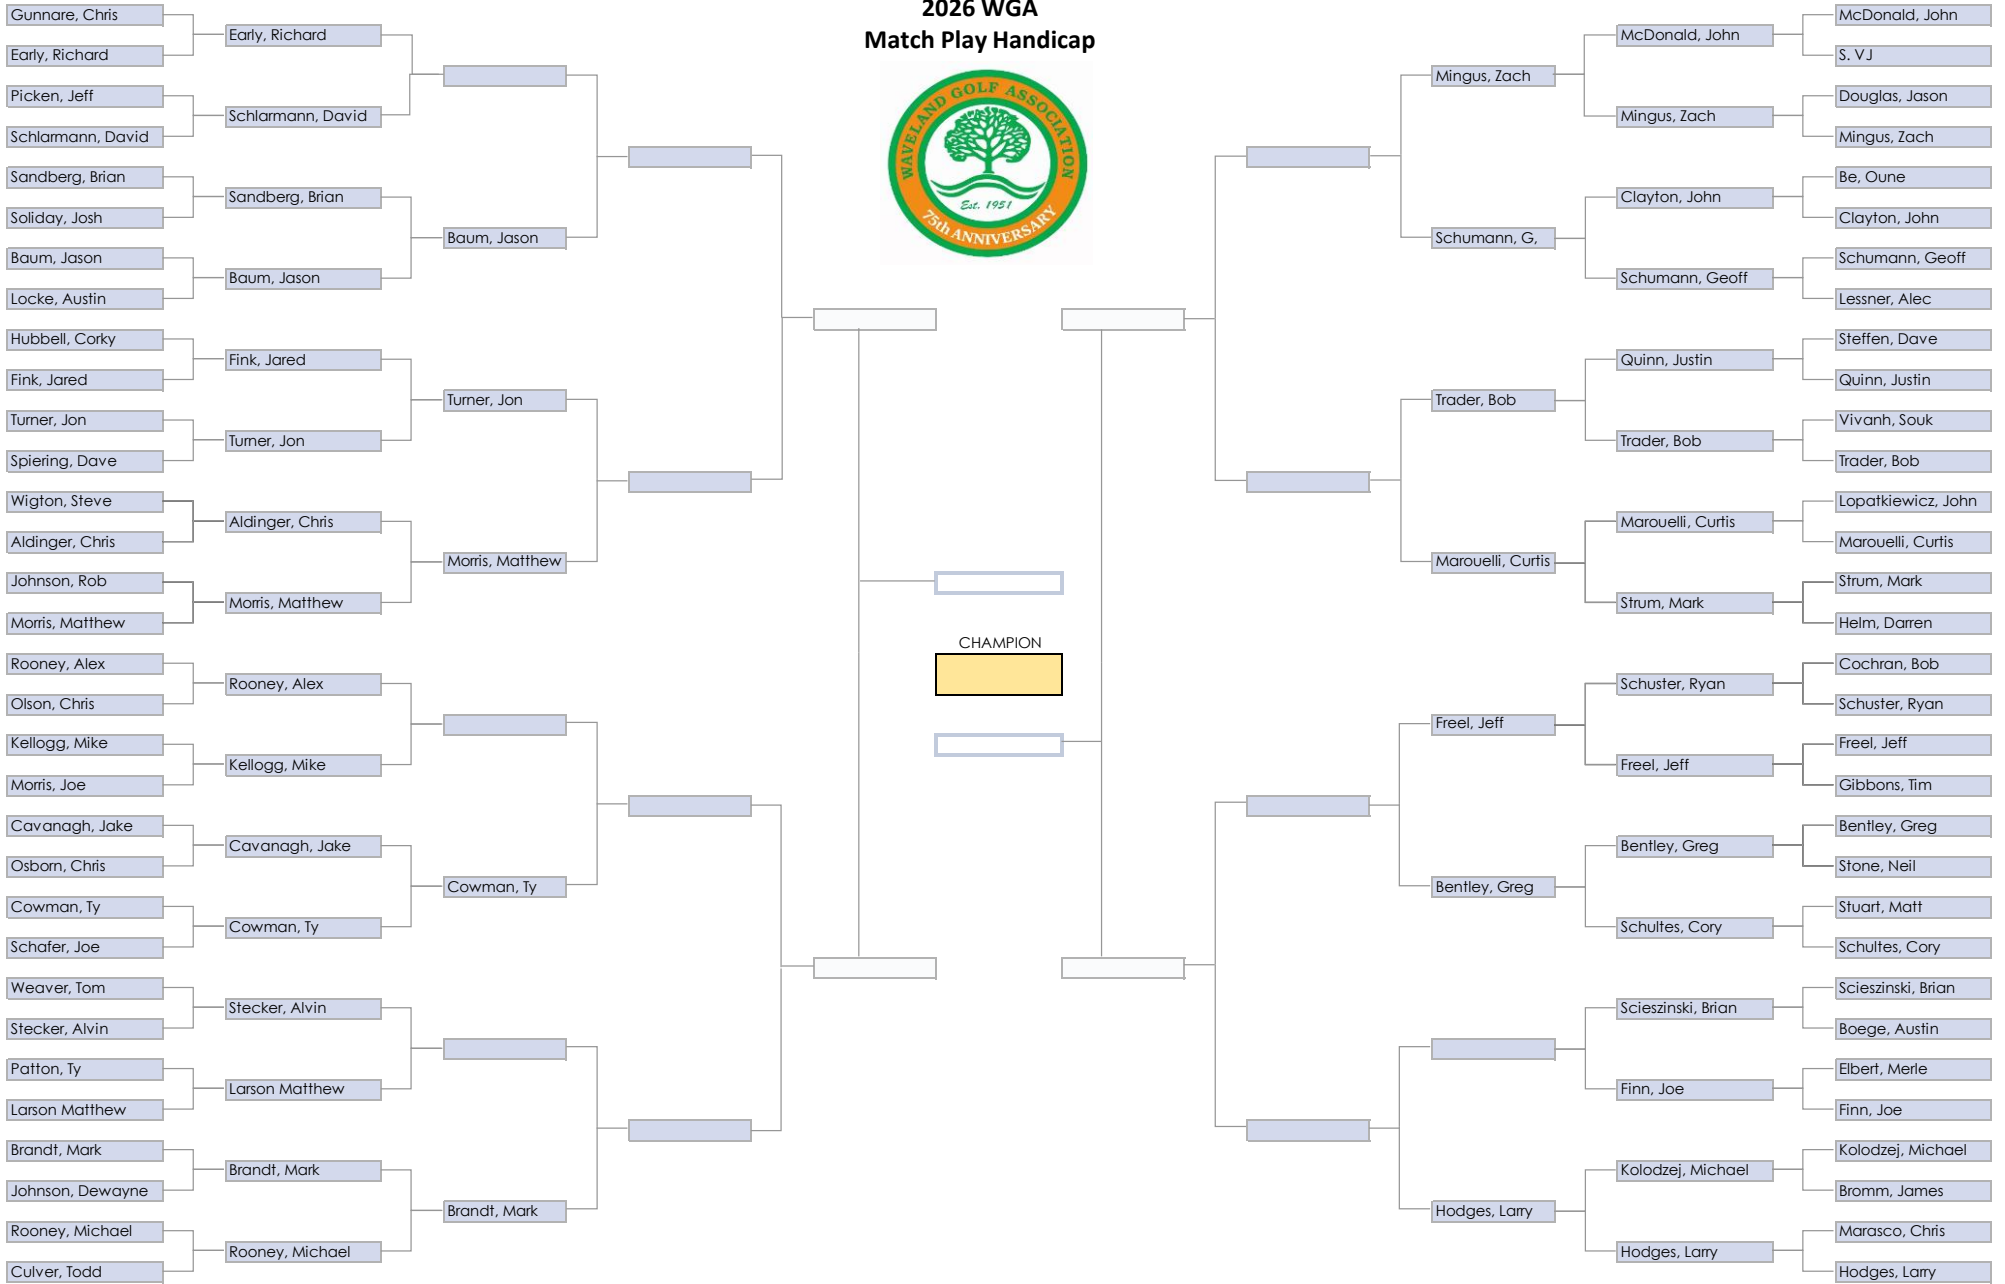 2026 WGA
Match Play Handicap
WAVELAND GOLF ASSOCIATION
Est. 1951
75th ANNIVERSARY
Gunnare, Chris
Early, Richard
Picken, Jeff
Schlarmann, David
Sandberg, Brian
Soliday, Josh
Baum, Jason
Locke, Austin
Hubbell, Corky
Fink, Jared
Turner, Jon
Spiering, Dave
Wigton, Steve
Aldinger, Chris
Johnson, Rob
Morris, Matthew
Rooney, Alex
Olson, Chris
Kellogg, Mike
Morris, Joe
Cavanagh, Jake
Osborn, Chris
Cowman, Ty
Schafer, Joe
Weaver, Tom
Stecker, Alvin
Patton, Ty
Larson Matthew
Brandt, Mark
Johnson, Dewayne
Rooney, Michael
Culver, Todd
Early, Richard
Schlarmann, David
Sandberg, Brian
Baum, Jason
Fink, Jared
Turner, Jon
Aldinger, Chris
Morris, Matthew
Rooney, Alex
Kellogg, Mike
Cavanagh, Jake
Cowman, Ty
Stecker, Alvin
Larson Matthew
Brandt, Mark
Rooney, Michael
Baum, Jason
Turner, Jon
Morris, Matthew
Cowman, Ty
Brandt, Mark
CHAMPION
Mingus, Zach
Schumann, G,
Trader, Bob
Marouelli, Curtis
Freel, Jeff
Bentley, Greg
Hodges, Larry
McDonald, John
Mingus, Zach
Clayton, John
Schumann, Geoff
Quinn, Justin
Trader, Bob
Marouelli, Curtis
Strum, Mark
Schuster, Ryan
Freel, Jeff
Bentley, Greg
Schultes, Cory
Scieszinski, Brian
Finn, Joe
Kolodzej, Michael
Hodges, Larry
McDonald, John
S. VJ
Douglas, Jason
Mingus, Zach
Be, Oune
Clayton, John
Schumann, Geoff
Lessner, Alec
Steffen, Dave
Quinn, Justin
Vivanh, Souk
Trader, Bob
Lopatkiewicz, John
Marouelli, Curtis
Strum, Mark
Helm, Darren
Cochran, Bob
Schuster, Ryan
Freel, Jeff
Gibbons, Tim
Bentley, Greg
Stone, Neil
Stuart, Matt
Schultes, Cory
Scieszinski, Brian
Boege, Austin
Elbert, Merle
Finn, Joe
Kolodzej, Michael
Bromm, James
Marasco, Chris
Hodges, Larry